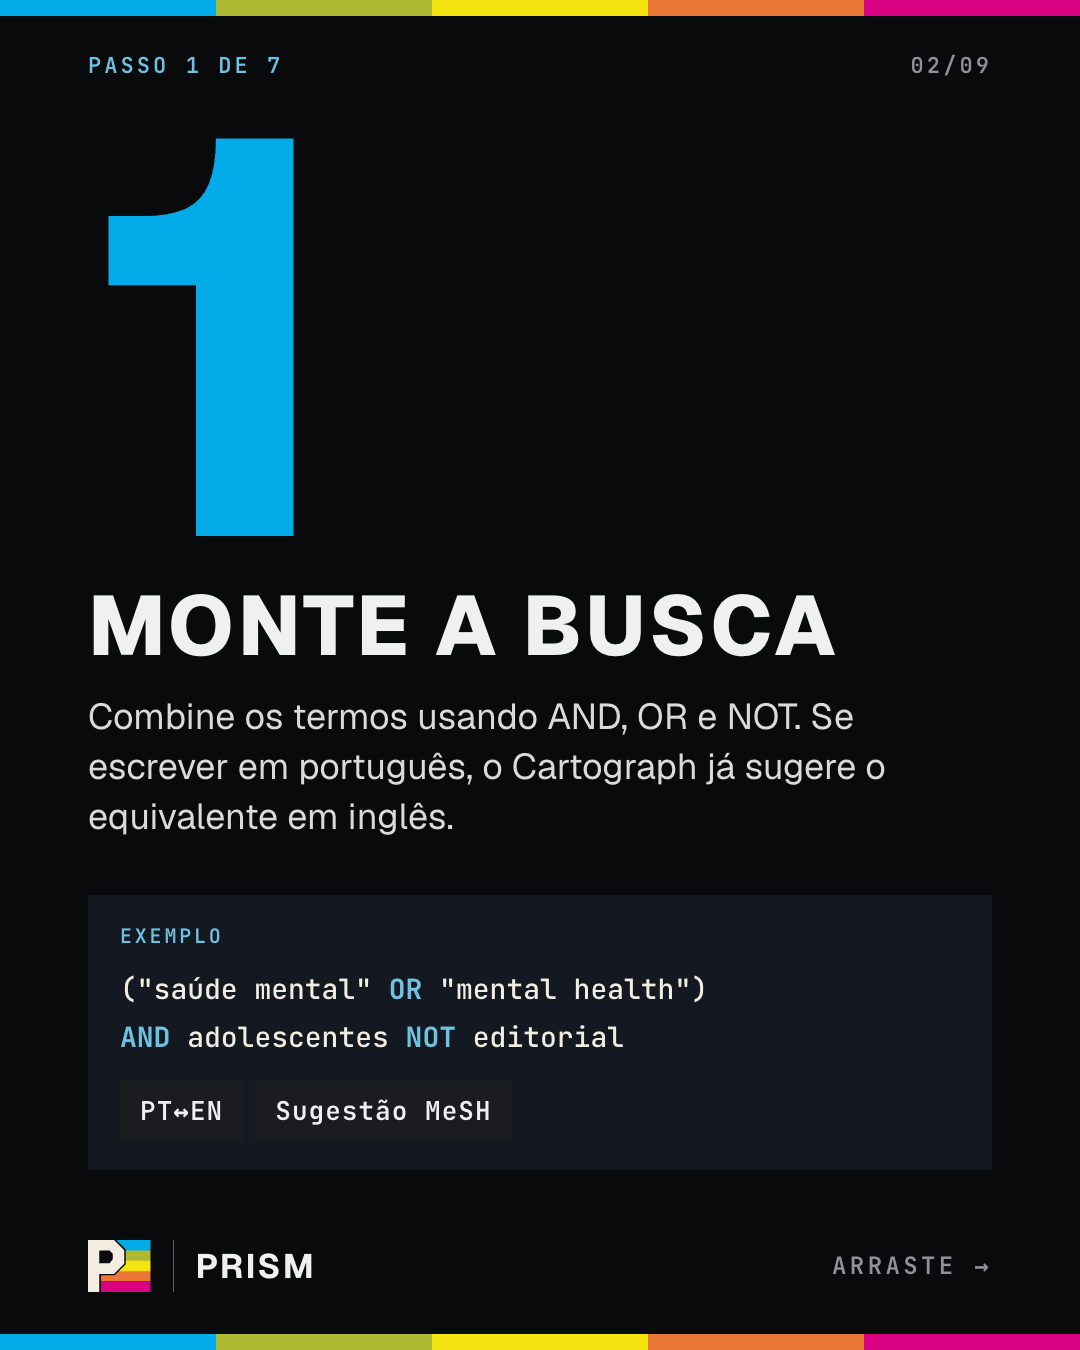 PASSO 1 DE 7
02/09
1
MONTE A BUSCA
Combine os termos usando AND, OR e NOT. Se
escrever em português, o Cartograph já sugere o
equivalente em inglês.
EXEMPLO
("saúde mental" OR "mental health")
AND adolescentes NOT editorial
PT↔EN
Sugestão MeSH
P
PRISM
ARRASTE →